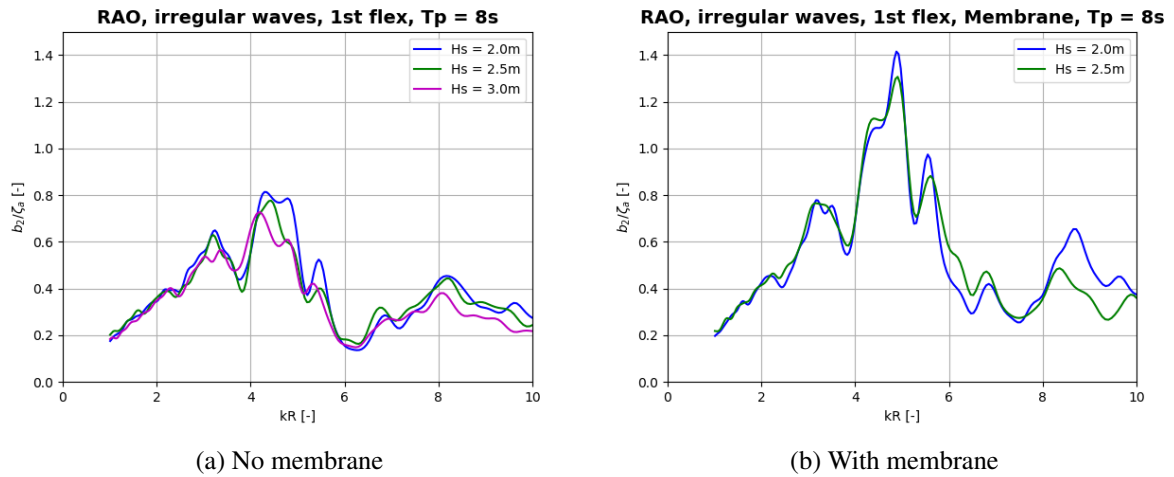 RAO, irregular waves, 1st flex, Tp = 8s
1.4
1.2
1.0
0.8
0.6
0.4
0.2
0.0
b₂/ζₐ [-]
Hs = 2.0m
Hs = 2.5m
Hs = 3.0m
0 2 4 6 8 10
kR [-]
(a) No membrane
RAO, irregular waves, 1st flex, Membrane, Tp = 8s
1.4
1.2
1.0
0.8
0.6
0.4
0.2
0.0
b₂/ζₐ [-]
Hs = 2.0m
Hs = 2.5m
0 2 4 6 8 10
kR [-]
(b) With membrane